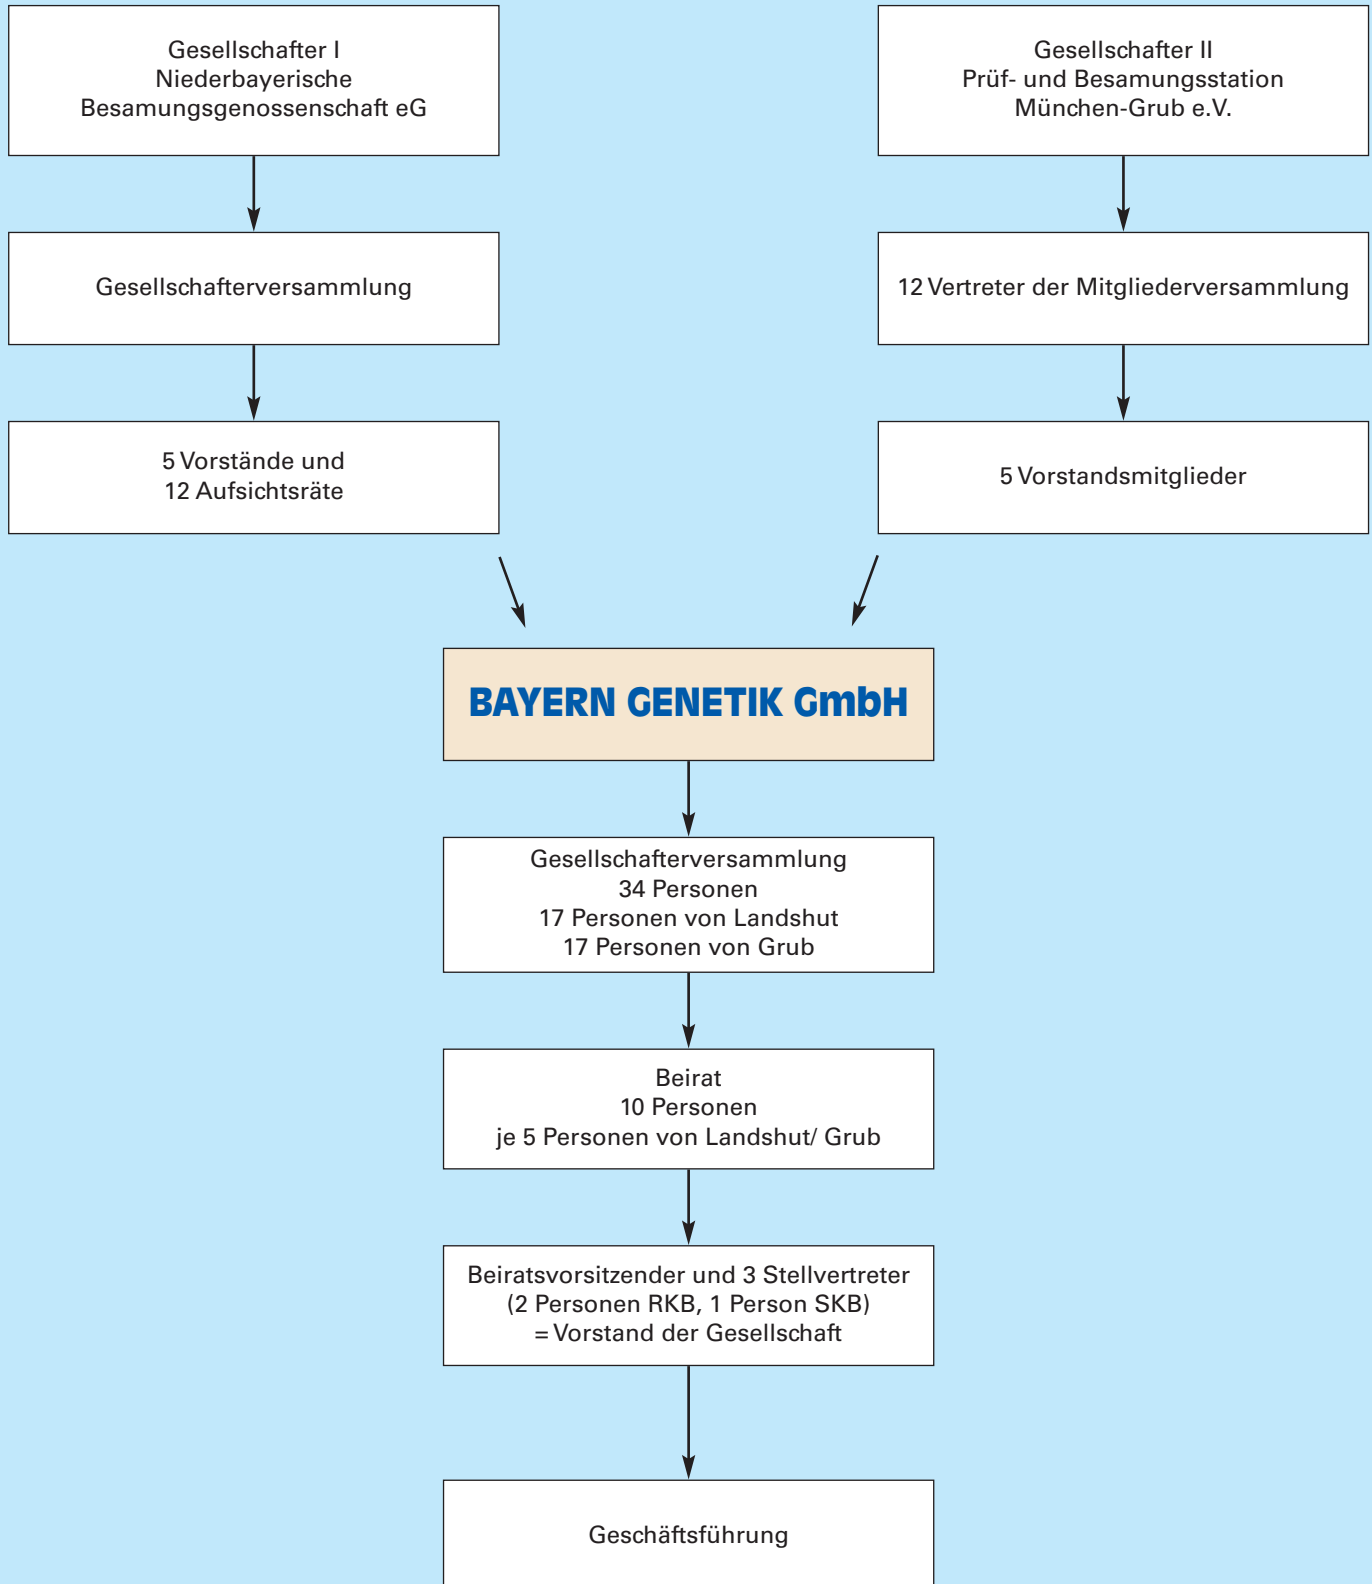 Gesellschafter I
Niederbayerische
Besamungsgenossenschaft eG
Gesellschafter II
Prüf- und Besamungsstation
München-Grub e.V.
Gesellschafterversammlung
12 Vertreter der Mitgliederversammlung
5 Vorstände und
12 Aufsichtsräte
5 Vorstandsmitglieder
BAYERN GENETIK GmbH
Gesellschafterversammlung
34 Personen
17 Personen von Landshut
17 Personen von Grub
Beirat
10 Personen
je 5 Personen von Landshut/ Grub
Beiratsvorsitzender und 3 Stellvertreter
(2 Personen RKB, 1 Person SKB)
= Vorstand der Gesellschaft
Geschäftsführung